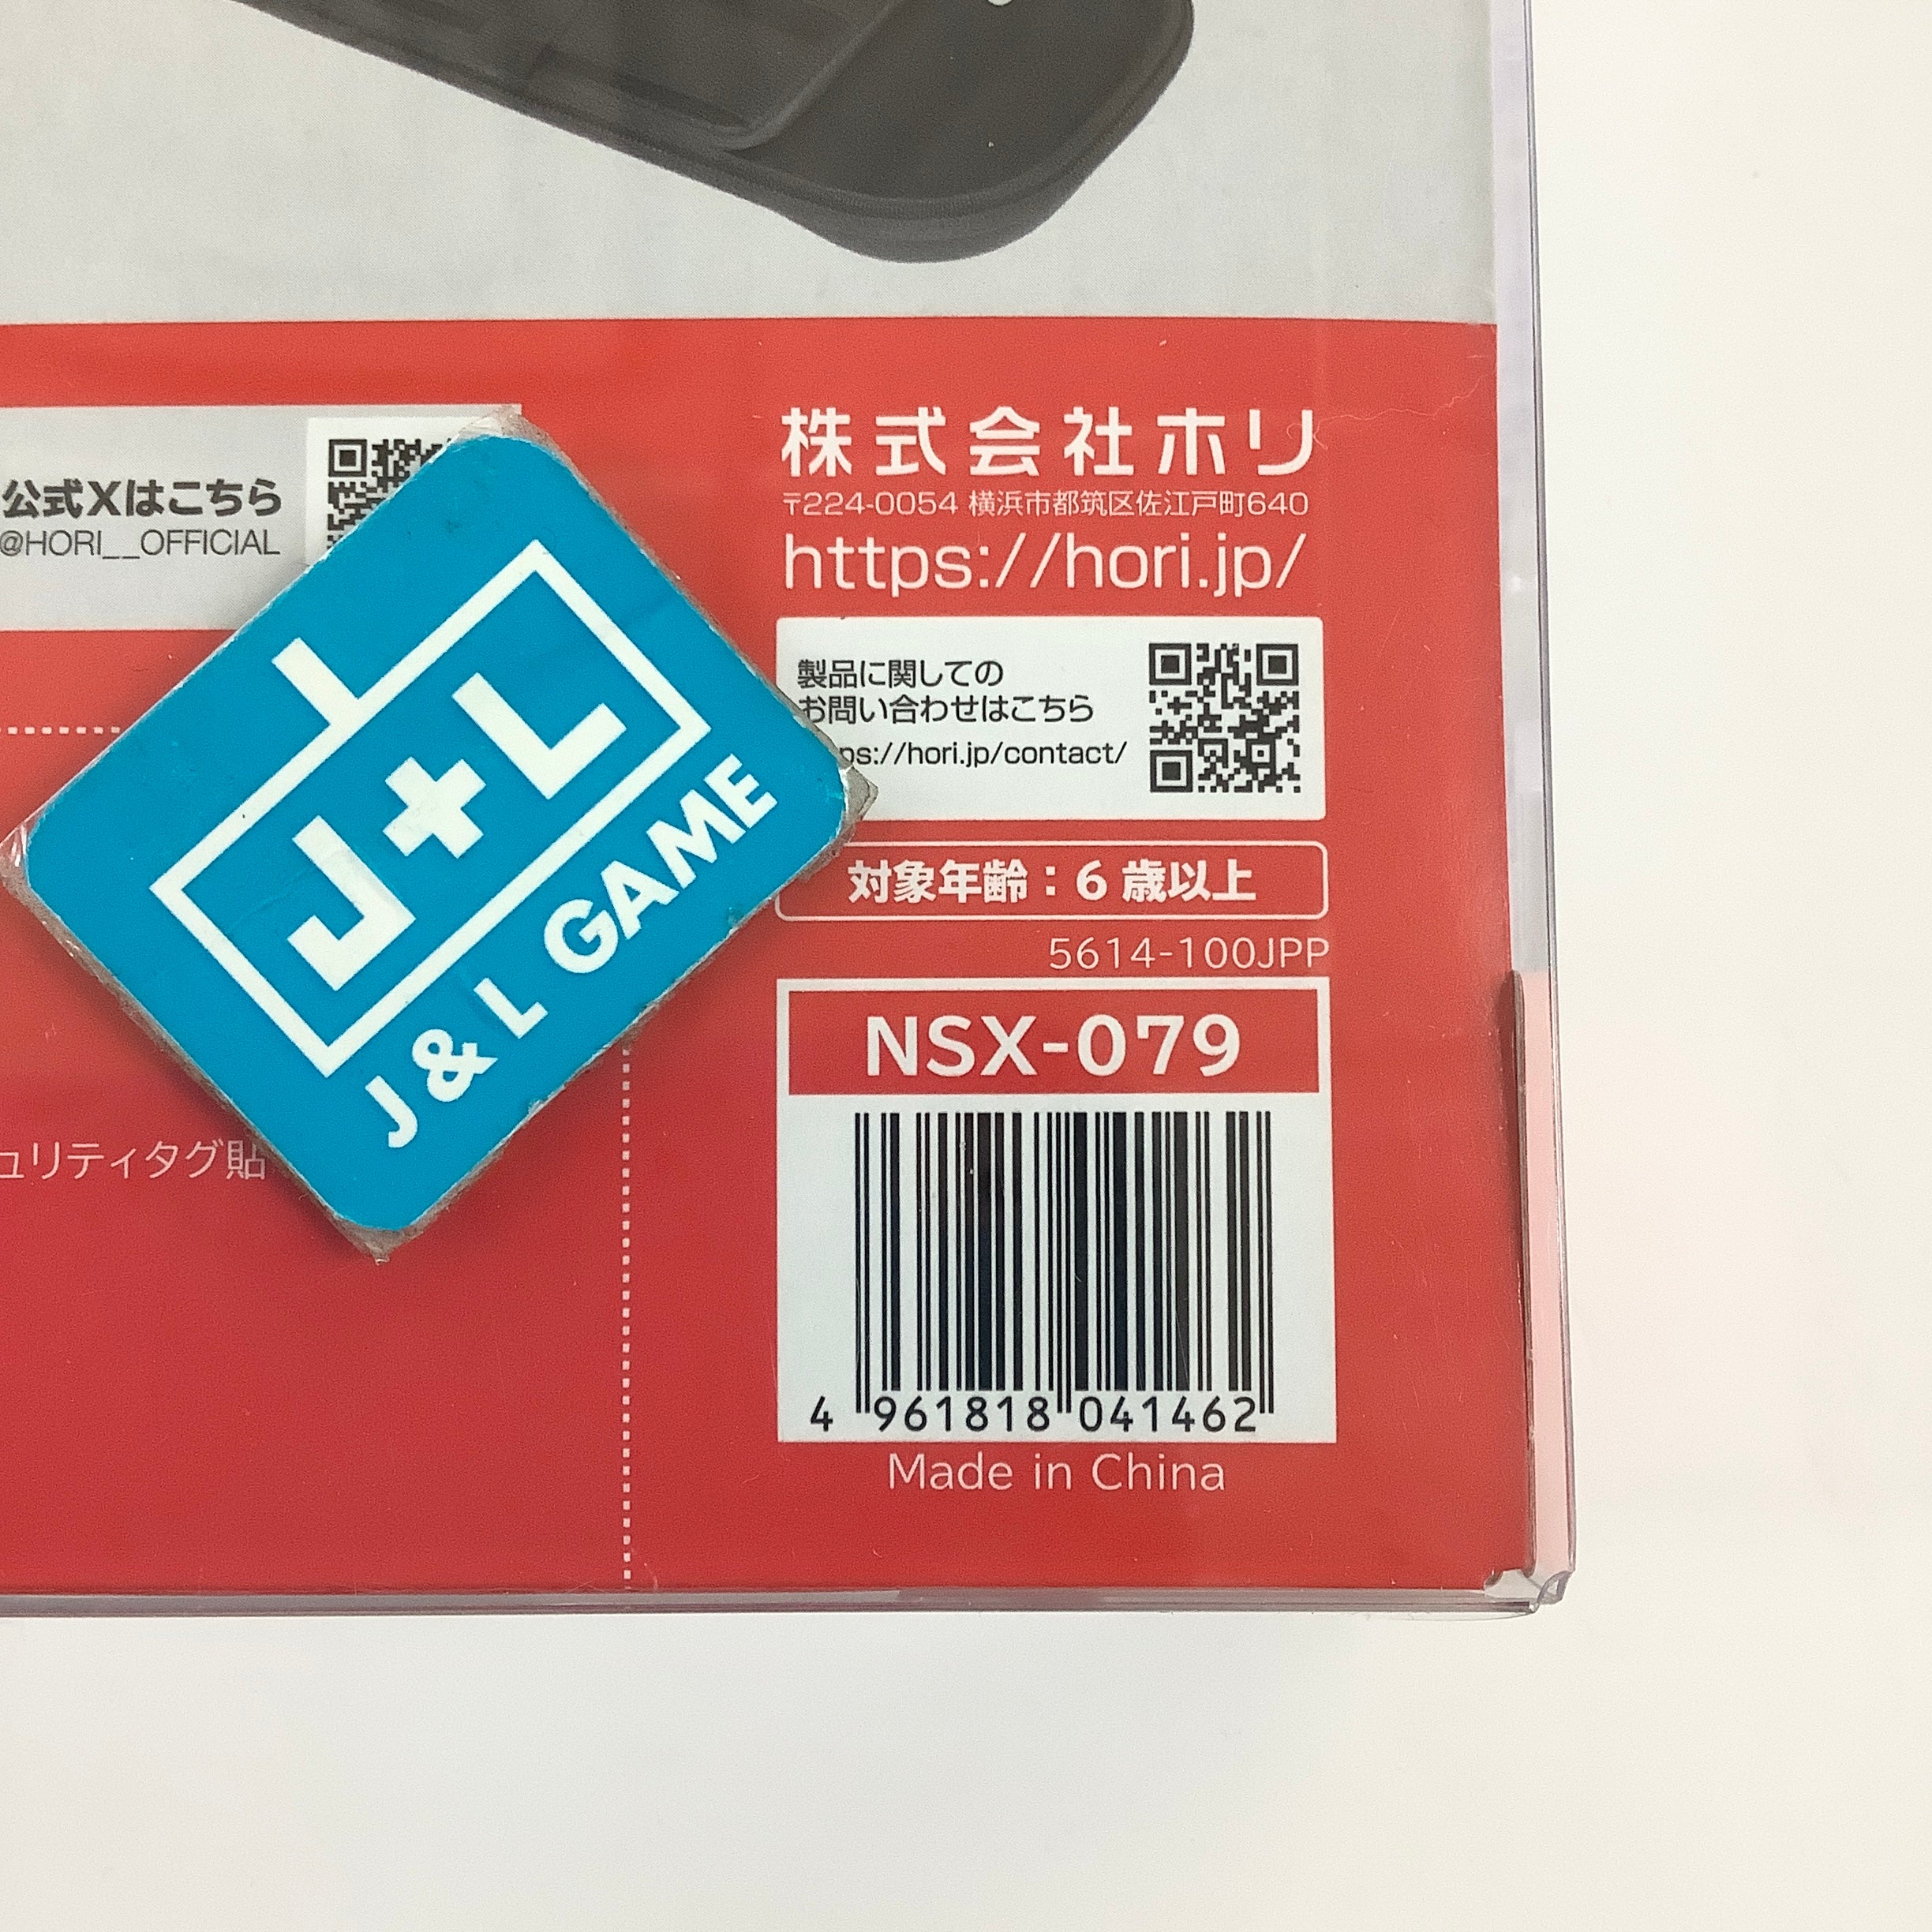 公式Xはこちら
@HORI__OFFICIAL
J+L
J & L GAME
ュリティタグ貼
株式会社ホリ
〒224-0054 横浜市都筑区佐江戸町640
https://hori.jp/
製品に関しての
お問い合わせはこちら
ps://hori.jp/contact/
対象年齢：6 歳以上
5614-100JPP
NSX-079
4 961818 041462
Made in China